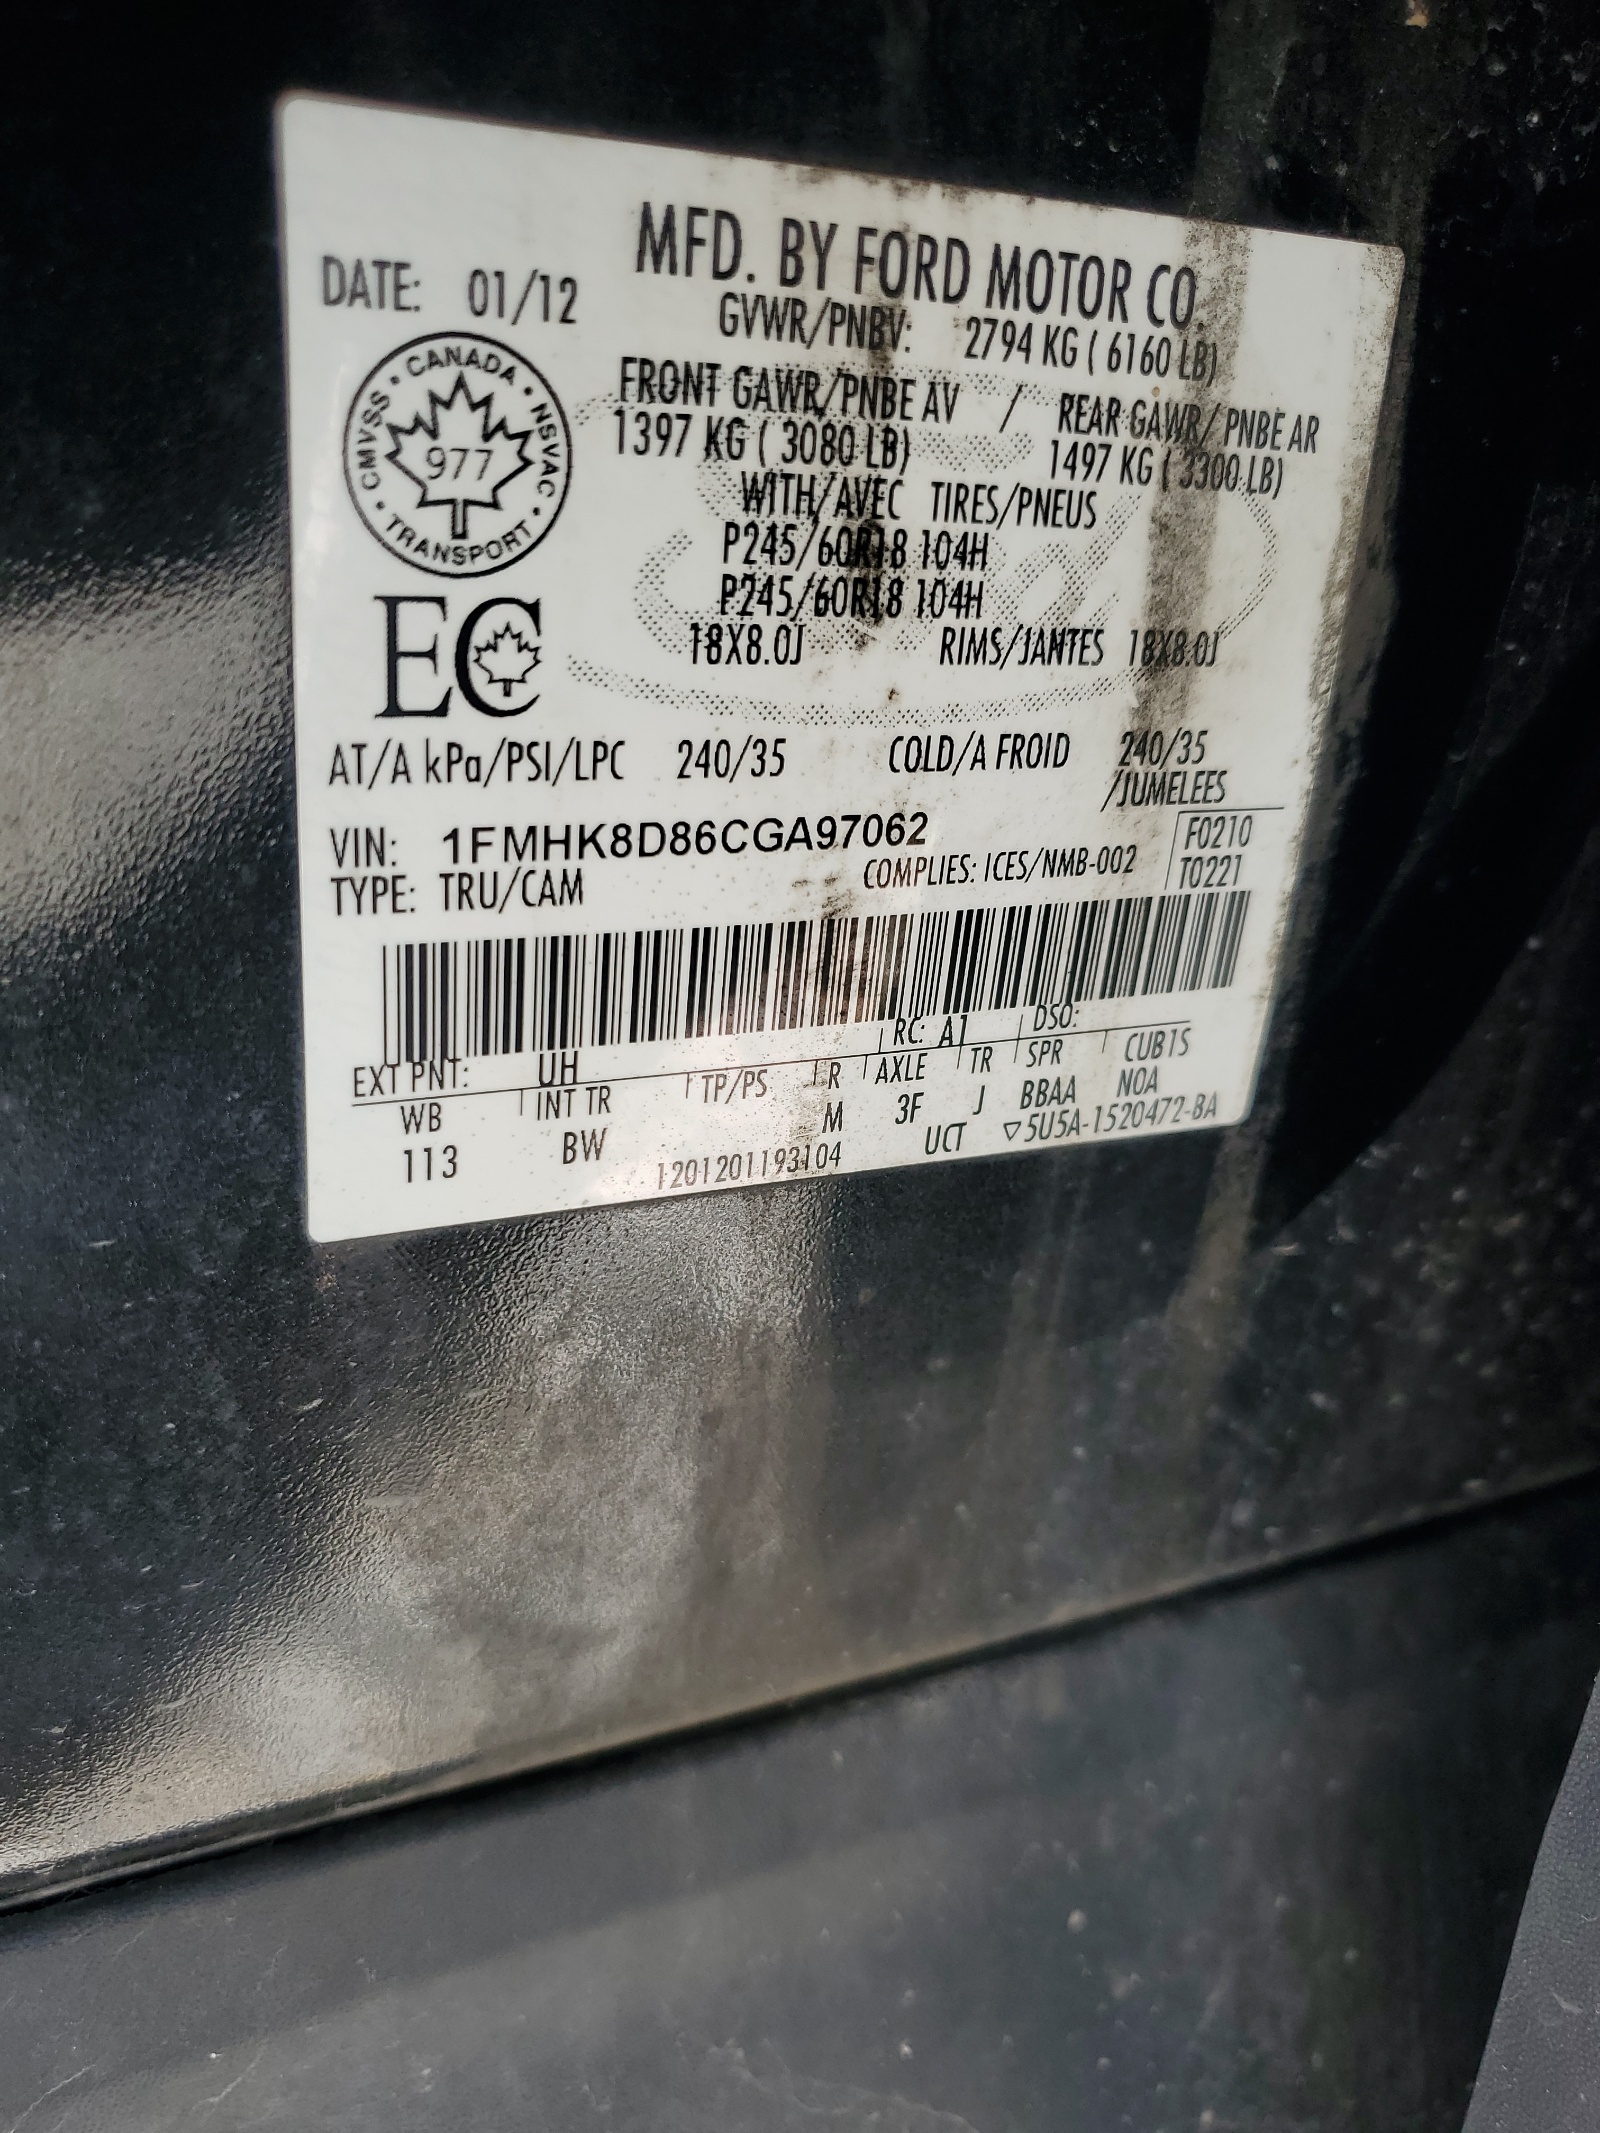 MFD. BY FORD MOTOR CO.
DATE: 01/12
GVWR/PNBV: 2794 KG ( 6160 LB)
FRONT GAWR/PNBE AV / REAR GAWR/ PNBE AR
1397 KG ( 3080 LB) 1497 KG ( 3300 LB)
WITH/AVEC TIRES/PNEUS
P245/60R18 104H
P245/60R18 104H
18X8.0J RIMS/JANTES 18X8.0J
CANADA • NSVAC • TRANSPORT • CMVSS •
977
EC
AT/A kPa/PSI/LPC 240/35 COLD/A FROID 240/35
/JUMELEES
VIN: 1FMHK8D86CGA97062
F0210
TYPE: TRU/CAM COMPLIES: ICES/NMB-002
T0221
EXT PNT: UH RC: A1 DSO:
WB INT TR TP/PS R AXLE TR SPR CUB1S
113 BW M 3F J BBAA NOA
1201201193104 UCT ▽5U5A-1520472-BA